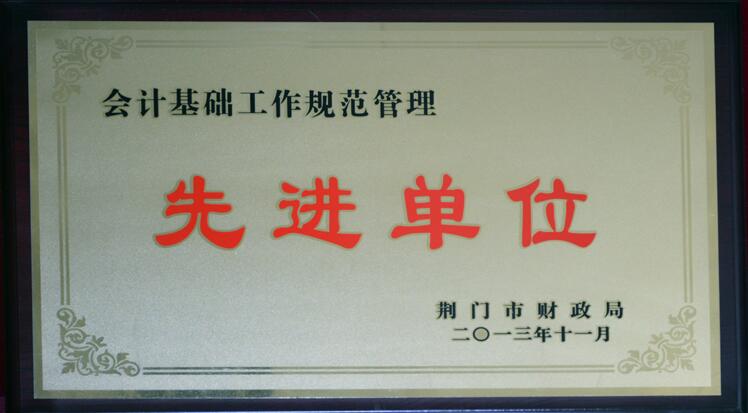 会计基础工作规范管理
先进单位
荆门市财政局
二〇一三年十一月